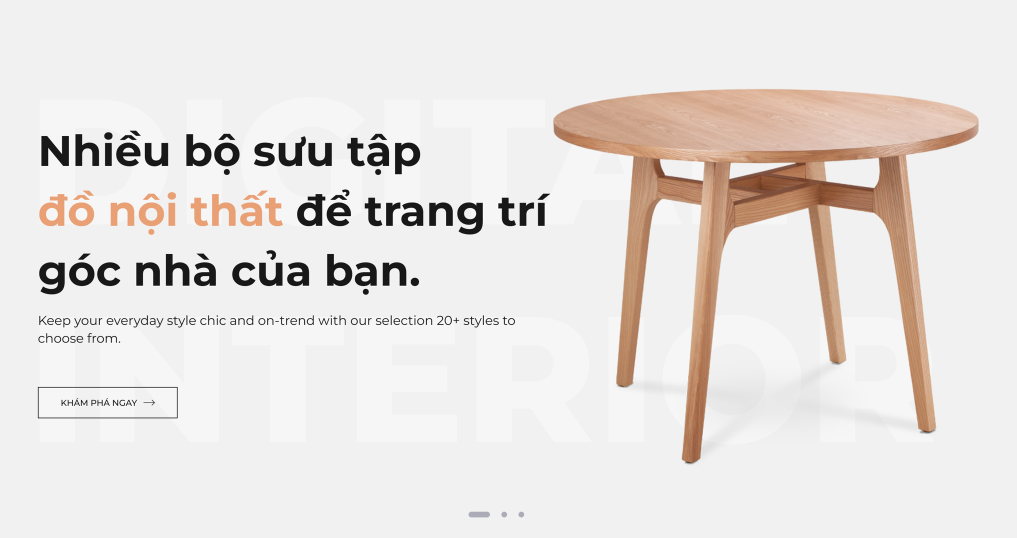 DIGITAL
Nhiều bộ sưu tập
đồ nội thất để trang trí
góc nhà của bạn.
Keep your everyday style chic and on-trend with our selection 20+ styles to
choose from.
INTERIOR
KHÁM PHÁ NGAY